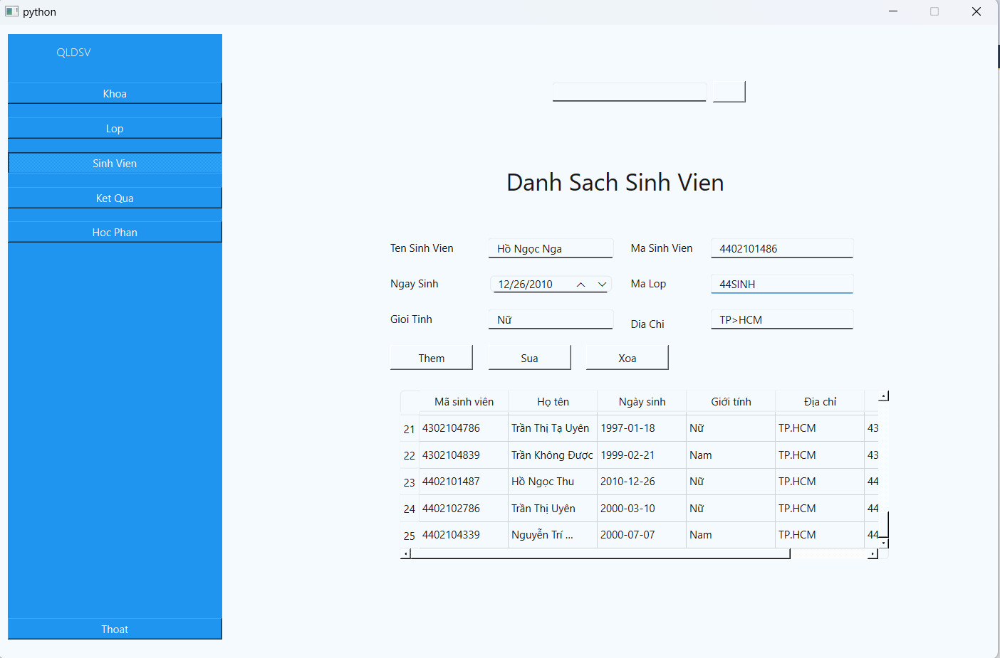 python
QLDSV
Khoa
Lop
Sinh Vien
Ket Qua
Hoc Phan
Thoat
Danh Sach Sinh Vien
Ten Sinh Vien Hồ Ngọc Nga Ma Sinh Vien 4402101486
Ngay Sinh 12/26/2010 Ma Lop 44SINH
Gioi Tinh Nữ Dia Chi TP>HCM
Them Sua Xoa
Mã sinh viên Họ tên Ngày sinh Giới tính Địa chỉ
21 4302104786 Trần Thị Tạ Uyên 1997-01-18 Nữ TP.HCM 43
22 4302104839 Trần Không Được 1999-02-21 Nam TP.HCM 43
23 4402101487 Hồ Ngọc Thu 2010-12-26 Nữ TP.HCM 44
24 4402102786 Trần Thị Uyên 2000-03-10 Nữ TP.HCM 44
25 4402104339 Nguyễn Trí ... 2000-07-07 Nam TP.HCM 44